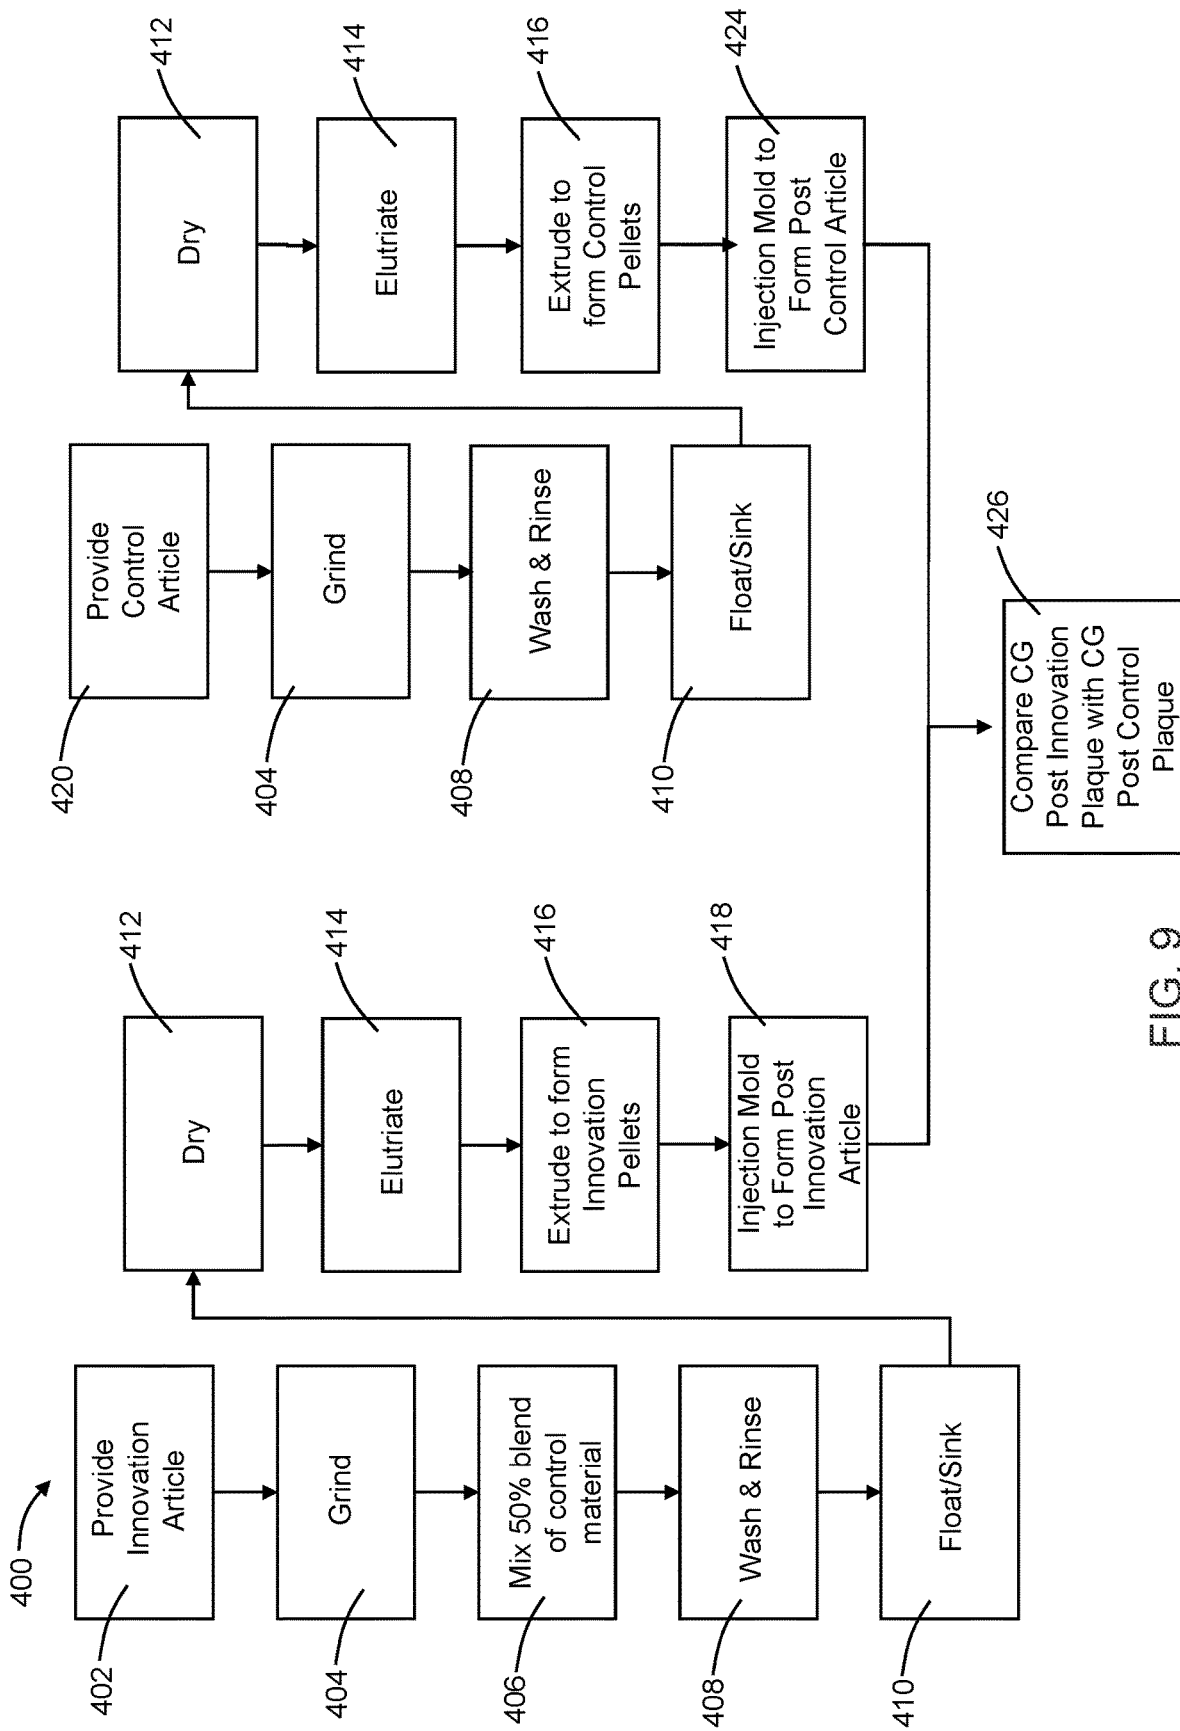 400
402
Provide
Innovation
Article
404
Grind
406
Mix 50% blend
of control
material
408
Wash & Rinse
410
Float/Sink
412
Dry
414
Elutriate
416
Extrude to form
Innovation
Pellets
418
Injection Mold
to Form Post
Innovation
Article
420
Provide
Control
Article
404
Grind
408
Wash & Rinse
410
Float/Sink
412
Dry
414
Elutriate
416
Extrude to
form Control
Pellets
424
Injection Mold to
Form Post
Control Article
426
Compare CG
Post Innovation
Plaque with CG
Post Control
Plaque
FIG. 9